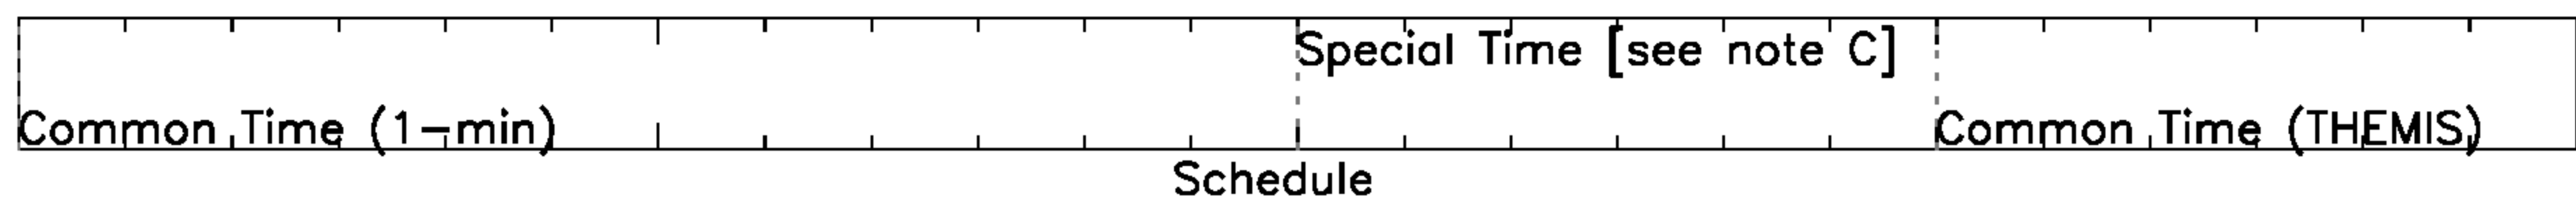 Special Time [see note C]
Common Time (1-min)
Common Time (THEMIS)
Schedule